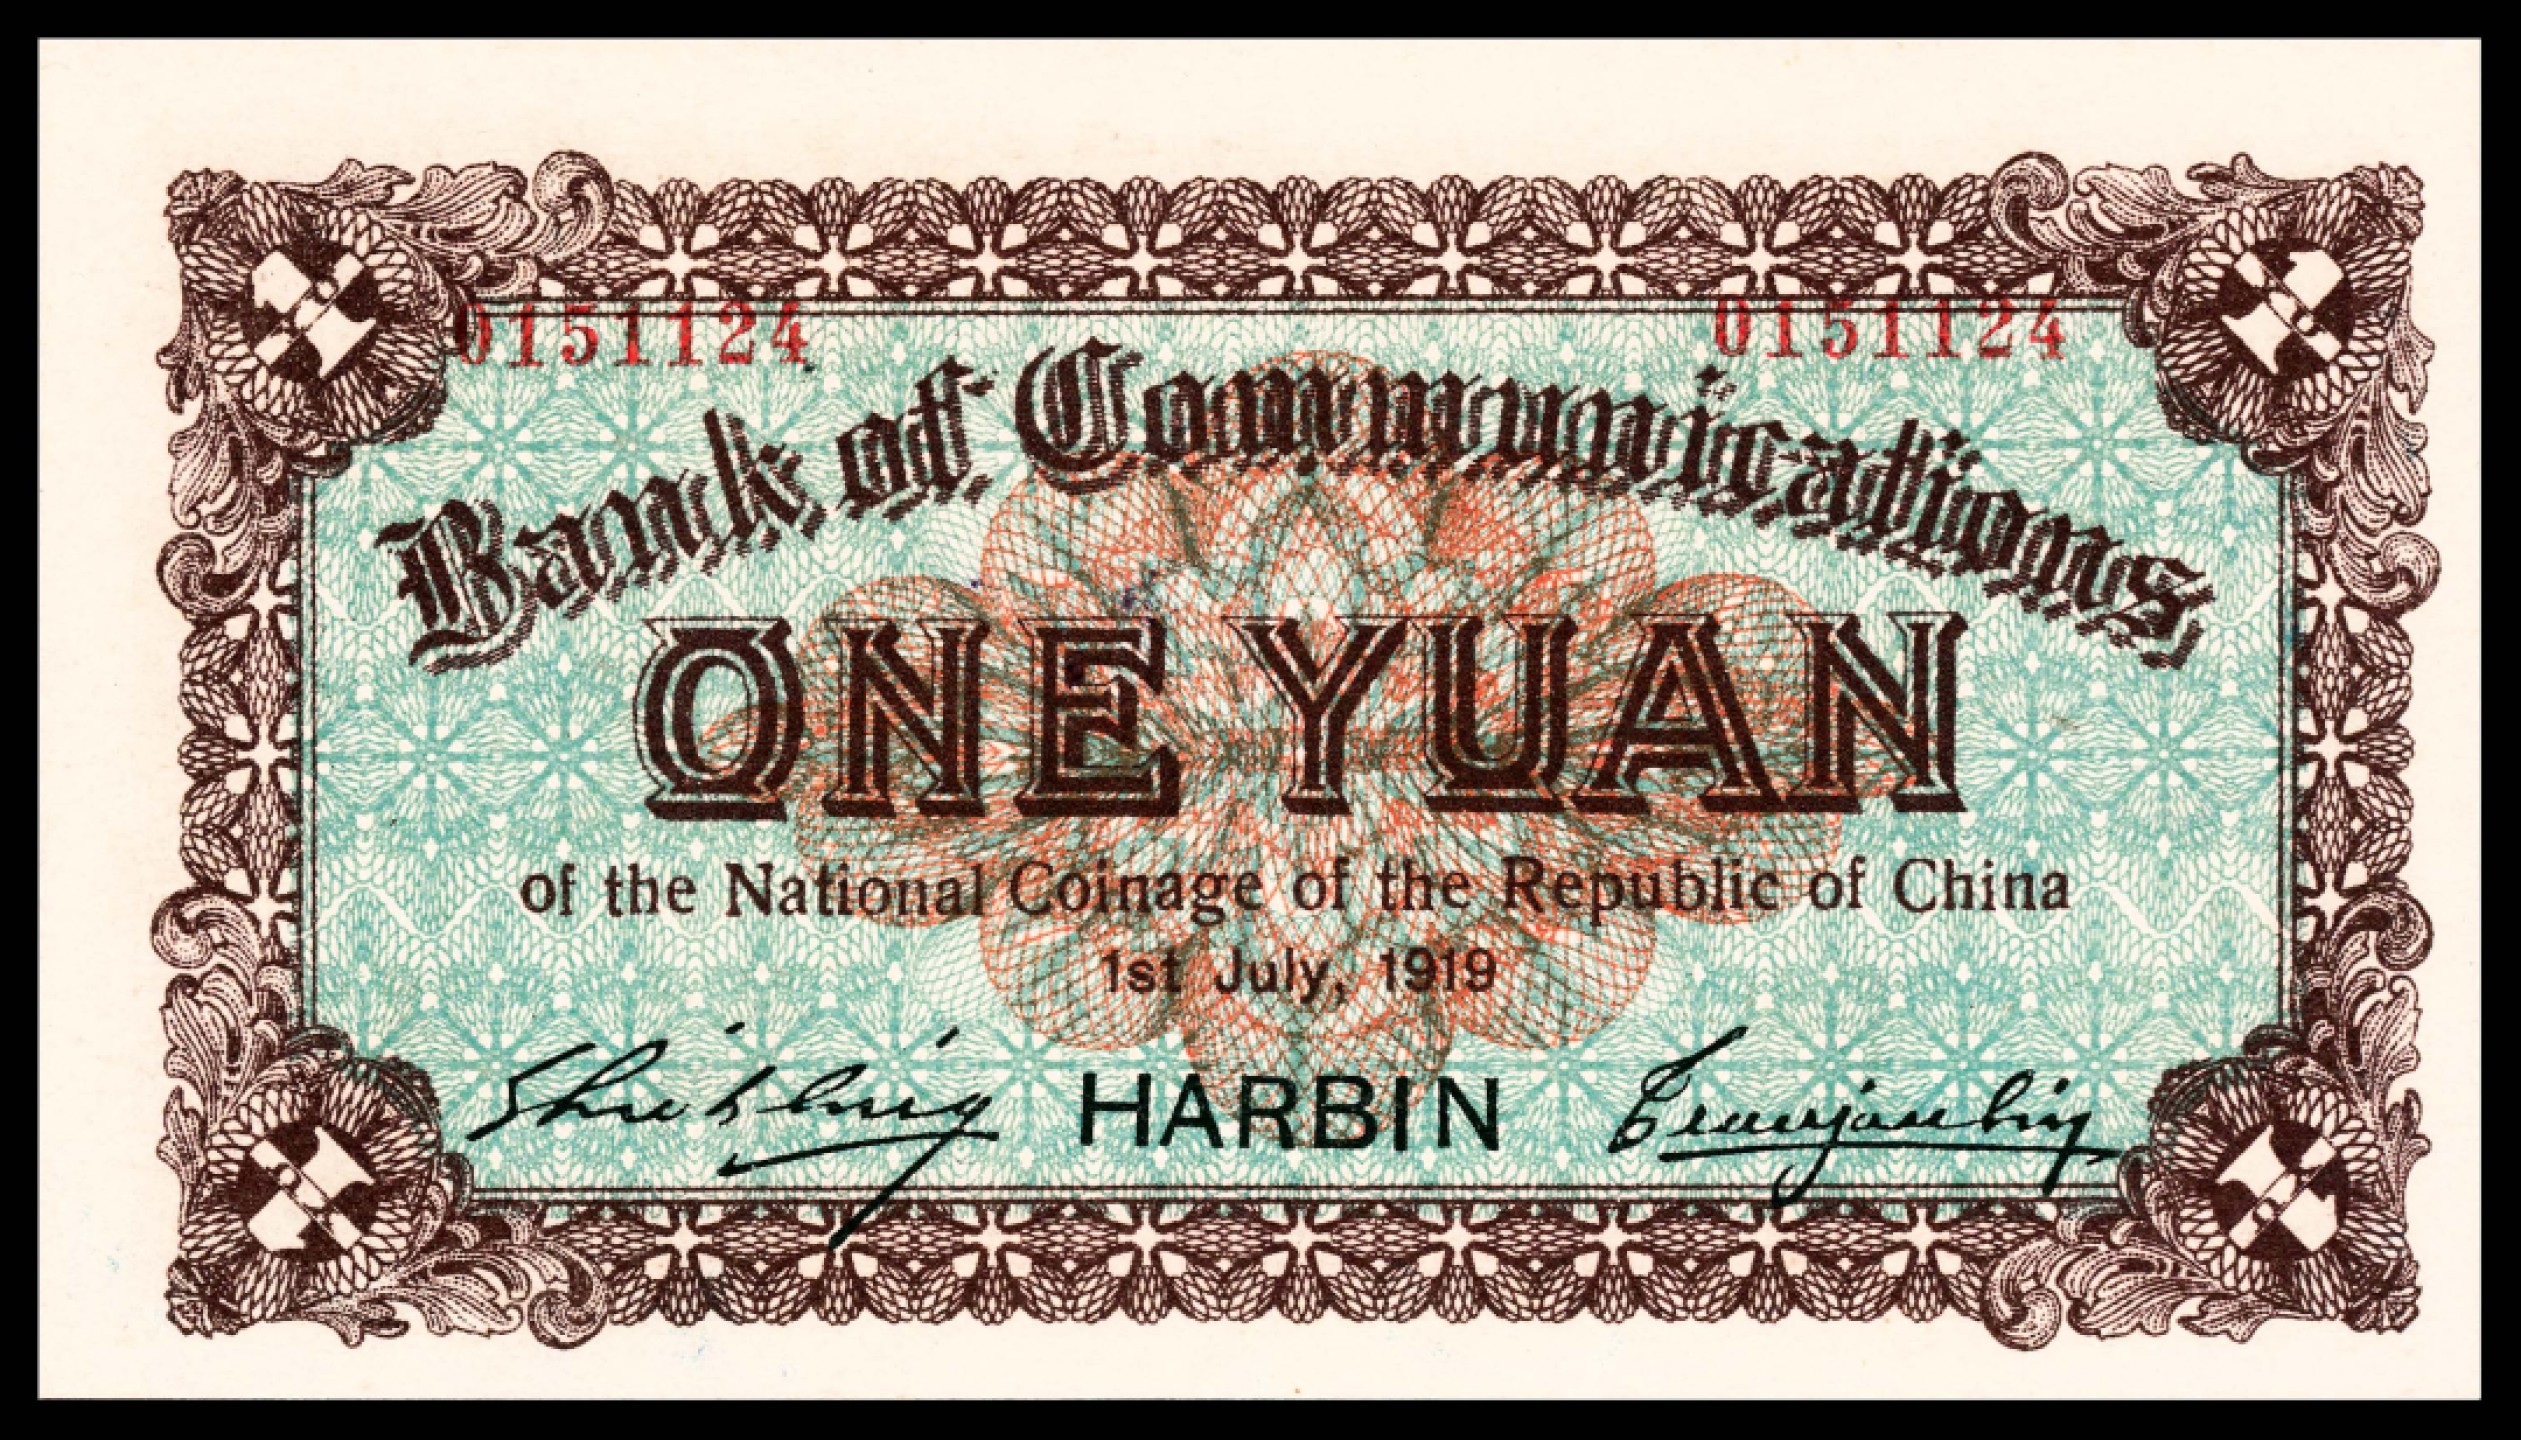 0151124 0151124
Bank of Communications
ONE YUAN
of the National Coinage of the Republic of China
1st July, 1919
HARBIN